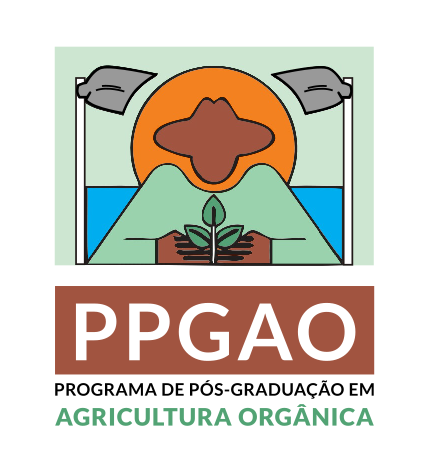 PPGAO
PROGRAMA DE PÓS-GRADUAÇÃO EM
AGRICULTURA ORGÂNICA